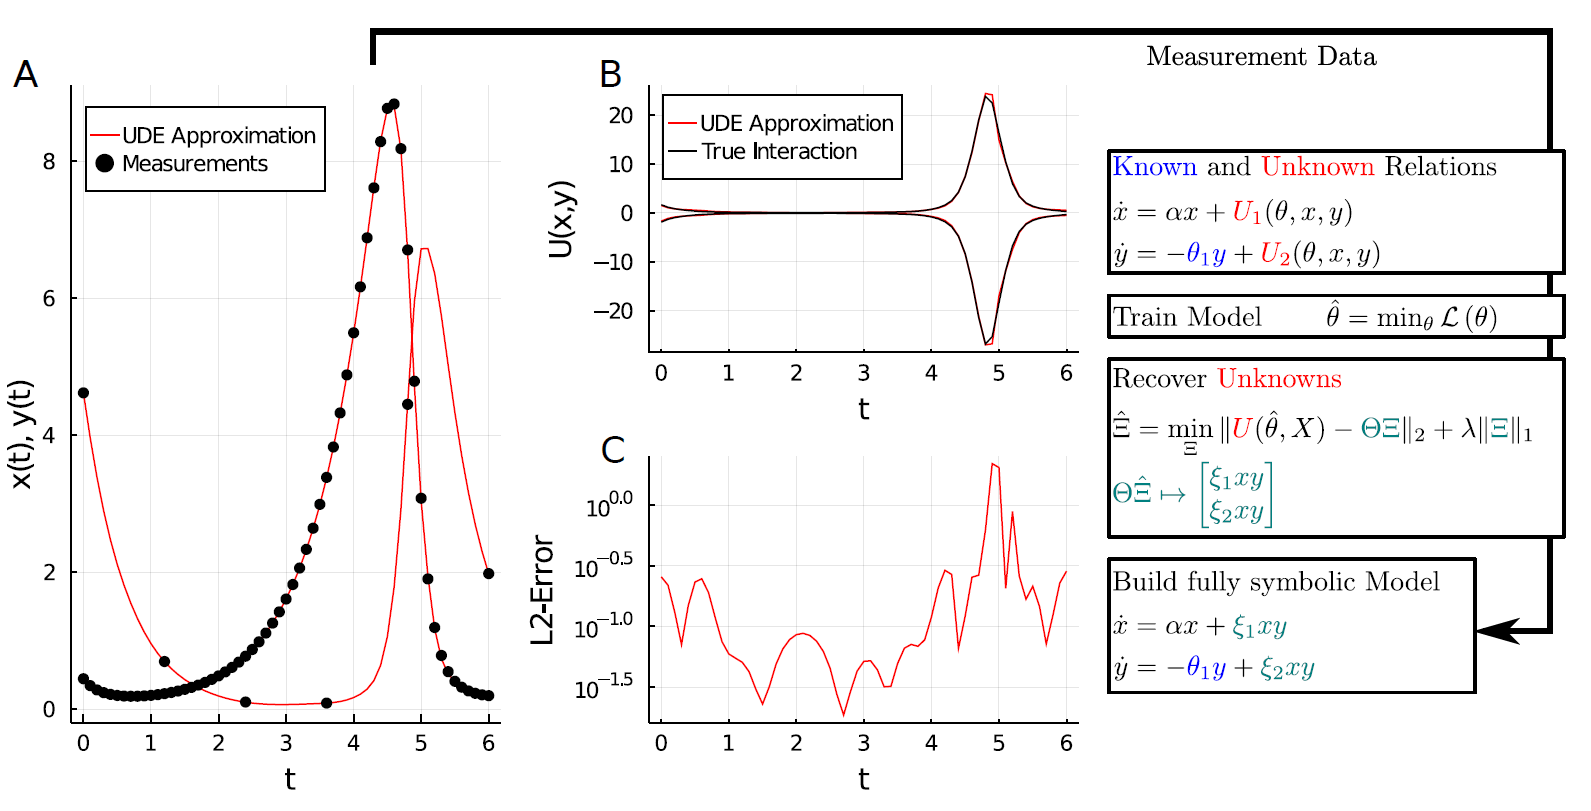 A
UDE Approximation
Measurements
8
6
4
2
0
x(t), y(t)
0 1 2 3 4 5 6
t
B
UDE Approximation
True Interaction
20
10
0
−10
−20
U(x,y)
0 1 2 3 4 5 6
t
C
10^0.0
10^−0.5
10^−1.0
10^−1.5
L2-Error
0 1 2 3 4 5 6
t
Measurement Data
Known and Unknown Relations
ẋ = αx + U₁(θ, x, y)
ẏ = −θ₁y + U₂(θ, x, y)
Train Model θ̂ = min_θ ℒ (θ)
Recover Unknowns
Ξ̂ = min_Ξ ‖U(θ̂, X) − ΘΞ‖₂ + λ‖Ξ‖₁
ΘΞ̂ ↦ [ξ₁xy
ξ₂xy]
Build fully symbolic Model
ẋ = αx + ξ₁xy
ẏ = −θ₁y + ξ₂xy